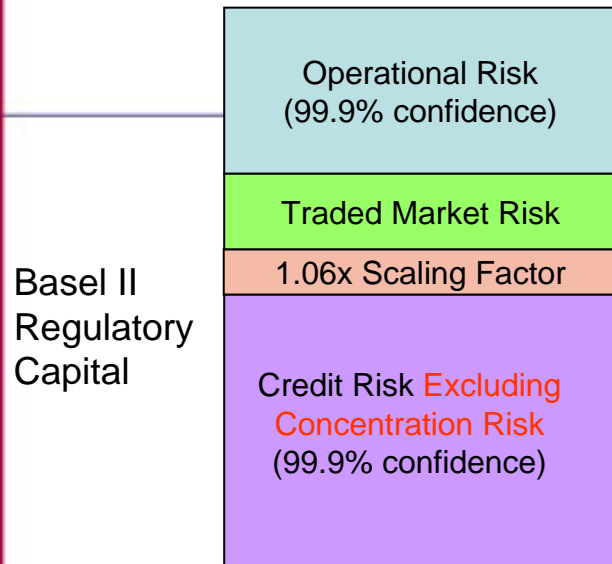 Operational Risk
(99.9% confidence)
Traded Market Risk
1.06x Scaling Factor
Basel II
Regulatory
Capital
Credit Risk Excluding
Concentration Risk
(99.9% confidence)